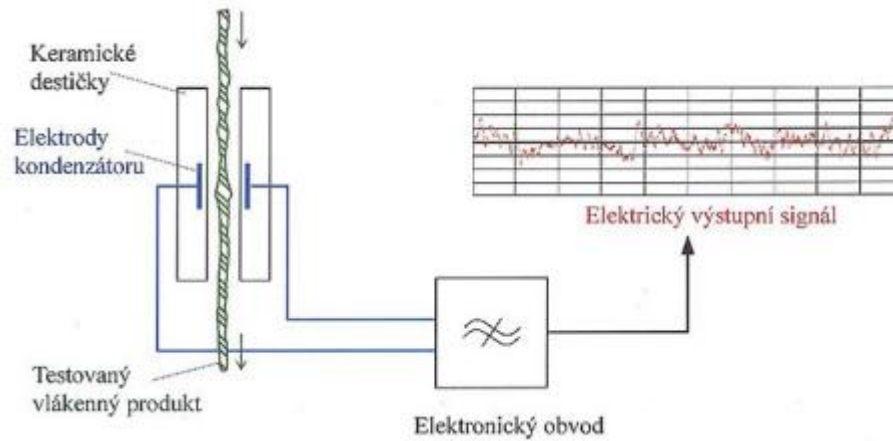 Keramické
destičky
Elektrody
kondenzátoru
Elektrický výstupní signál
Testovaný
vlákenný produkt
Elektronický obvod